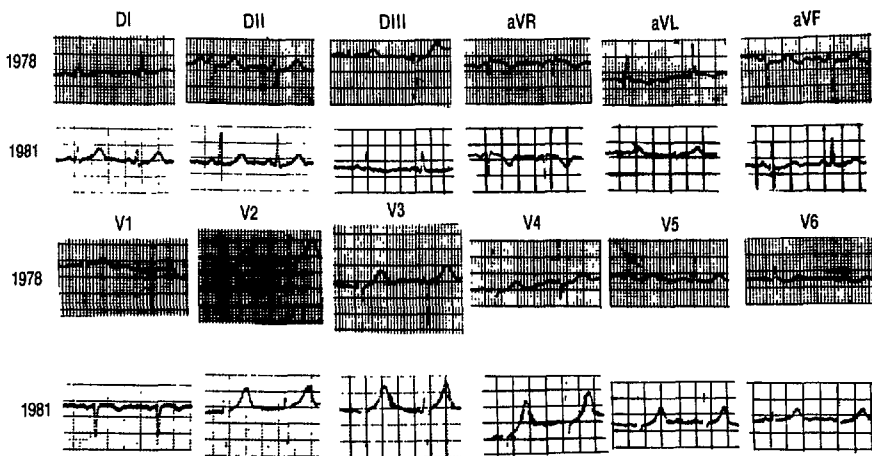 DI DII DIII aVR aVL aVF
1978
1981
V1 V2 V3 V4 V5 V6
1978
1981